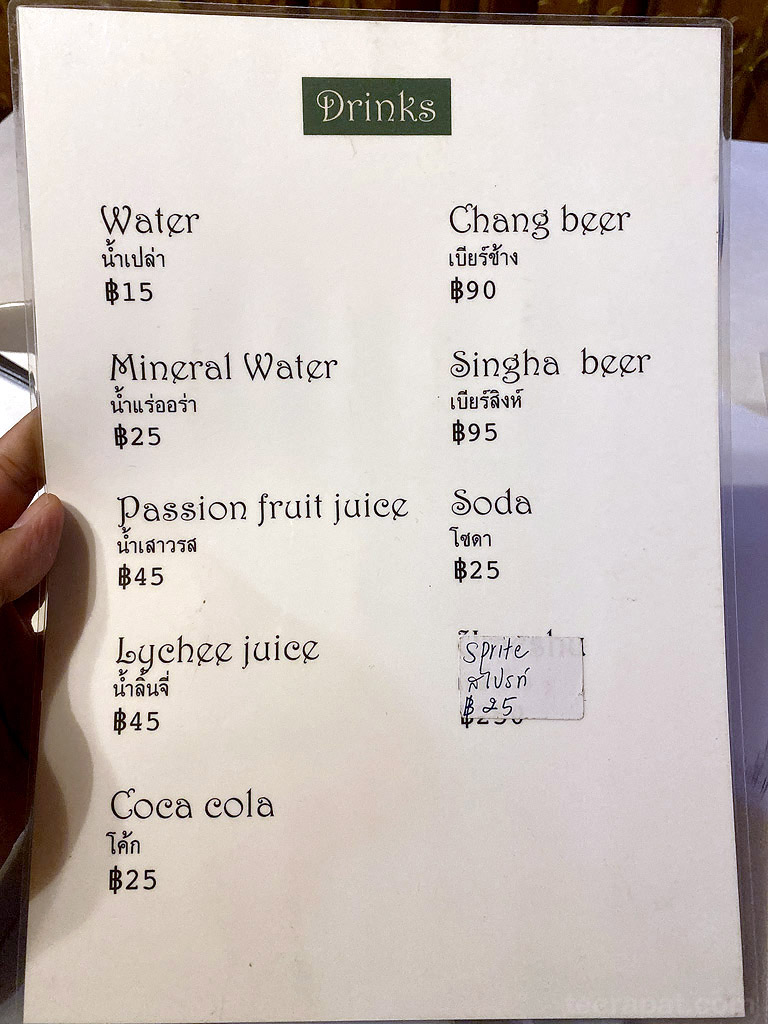 Drinks
Water
น้ำเปล่า
฿15
Mineral Water
น้ำแร่ออร่า
฿25
Passion fruit juice
น้ำเสาวรส
฿45
Lychee juice
น้ำลิ้นจี่
฿45
Coca cola
โค้ก
฿25
Chang beer
เบียร์ช้าง
฿90
Singha beer
เบียร์สิงห์
฿95
Soda
โซดา
฿25
Sprite
สไปรท์
฿25
teerapat.com